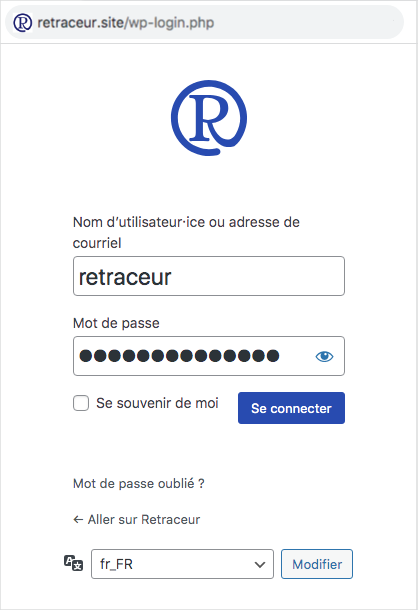 retraceur.site/wp-login.php
R
Nom d’utilisateur·ice ou adresse de
courriel
retraceur
Mot de passe
●●●●●●●●●●●●●●
Se souvenir de moi
Se connecter
Mot de passe oublié ?
← Aller sur Retraceur
fr_FR
Modifier